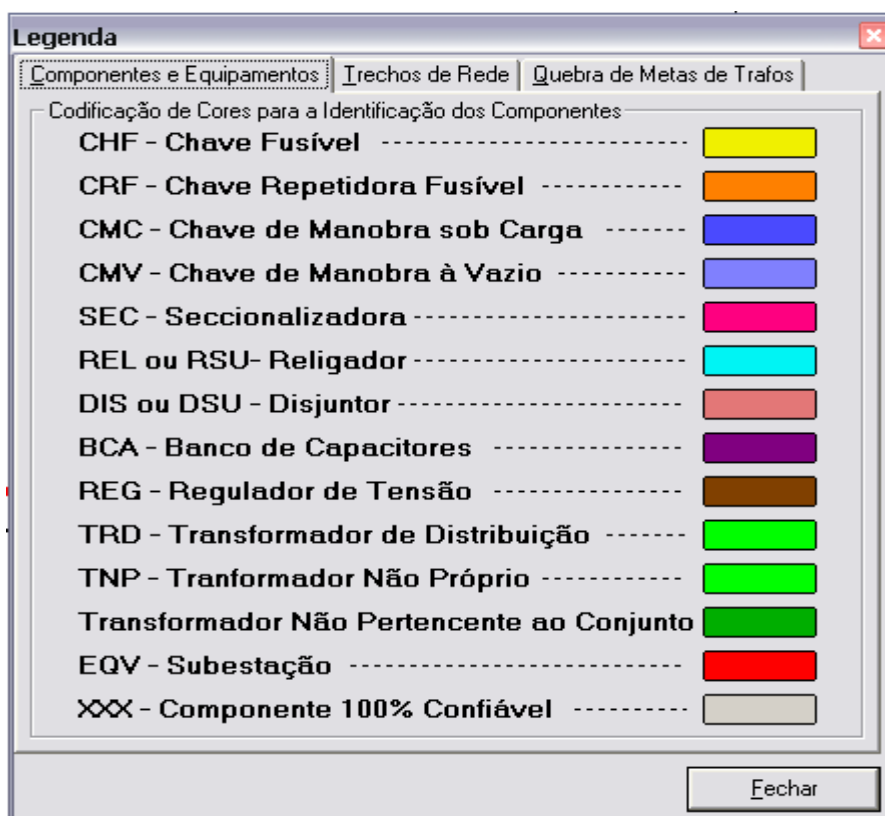 Legenda
Componentes e Equipamentos Trechos de Rede Quebra de Metas de Trafos
Codificação de Cores para a Identificação dos Componentes
CHF - Chave Fusível
CRF - Chave Repetidora Fusível
CMC - Chave de Manobra sob Carga
CMV - Chave de Manobra à Vazio
SEC - Seccionalizadora
REL ou RSU- Religador
DIS ou DSU - Disjuntor
BCA - Banco de Capacitores
REG - Regulador de Tensão
TRD - Transformador de Distribuição
TNP - Tranformador Não Próprio
Transformador Não Pertencente ao Conjunto
EQV - Subestação
XXX - Componente 100% Confiável
Fechar